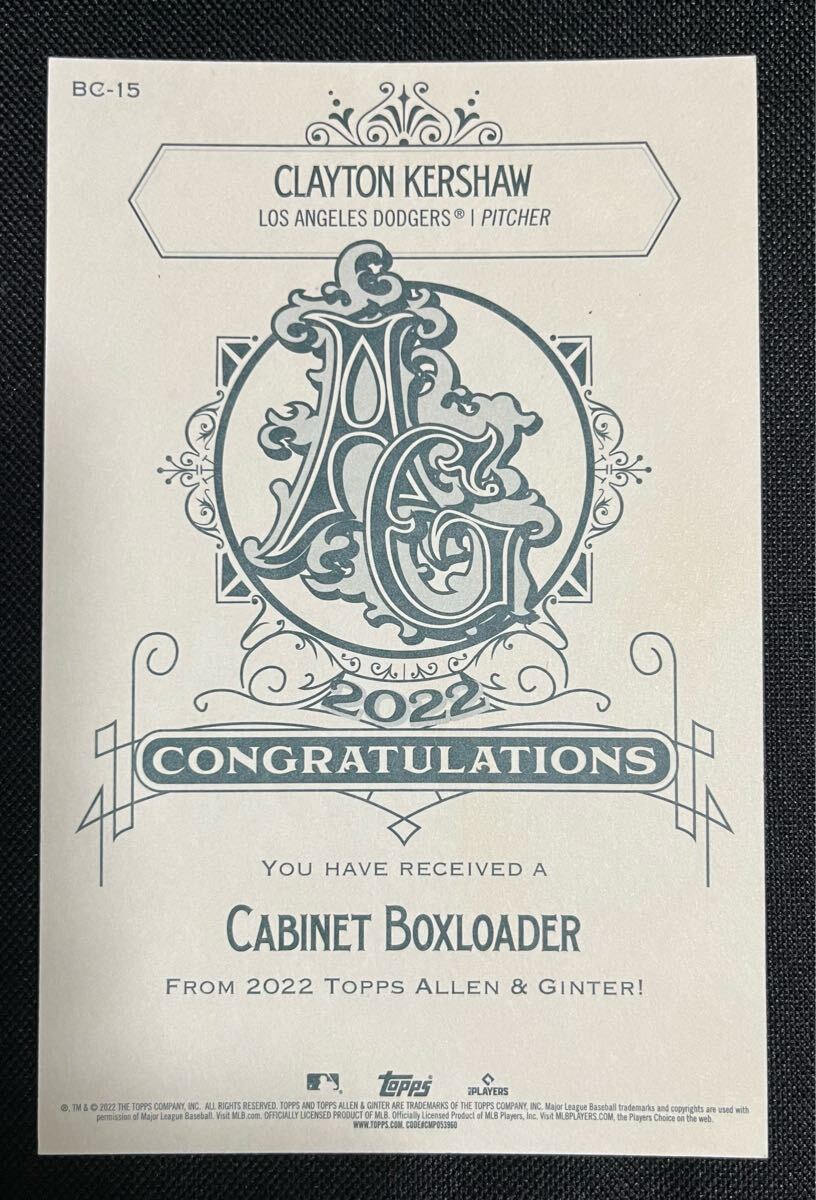 BC-15
CLAYTON KERSHAW
LOS ANGELES DODGERS® | PITCHER
AG
2022
CONGRATULATIONS
YOU HAVE RECEIVED A
CABINET BOXLOADER
FROM 2022 TOPPS ALLEN & GINTER!
Topps
MLBPLAYERS
®, TM & © 2022 THE TOPPS COMPANY, INC. ALL RIGHTS RESERVED. TOPPS AND TOPPS ALLEN & GINTER ARE TRADEMARKS OF THE TOPPS COMPANY, INC. Major League Baseball trademarks and copyrights are used with
permission of Major League Baseball. Visit MLB.com. OFFICIALLY LICENSED PRODUCT OF MLB. Officially Licensed Product of MLB Players, Inc. Visit MLBPLAYERS.COM, the Players Choice on the web.
WWW.TOPPS.COM. CODE#CMP053960